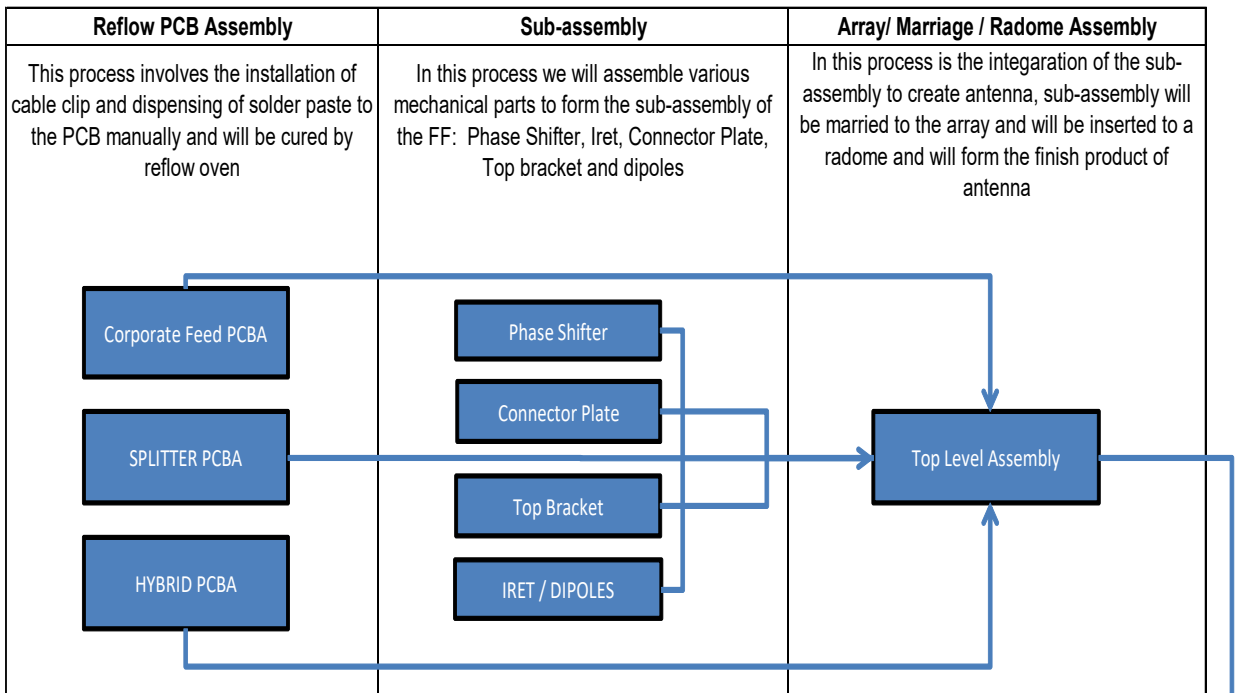 Reflow PCB Assembly
This process involves the installation of
cable clip and dispensing of solder paste to
the PCB manually and will be cured by
reflow oven
Sub-assembly
In this process we will assemble various
mechanical parts to form the sub-assembly of
the FF:  Phase Shifter, Iret, Connector Plate,
Top bracket and dipoles
Array/ Marriage / Radome Assembly
In this process is the integaration of the sub-
assembly to create antenna, sub-assembly will
be married to the array and will be inserted to a
radome and will form the finish product of
antenna
Corporate Feed PCBA
SPLITTER PCBA
HYBRID PCBA
Phase Shifter
Connector Plate
Top Bracket
IRET / DIPOLES
Top Level Assembly